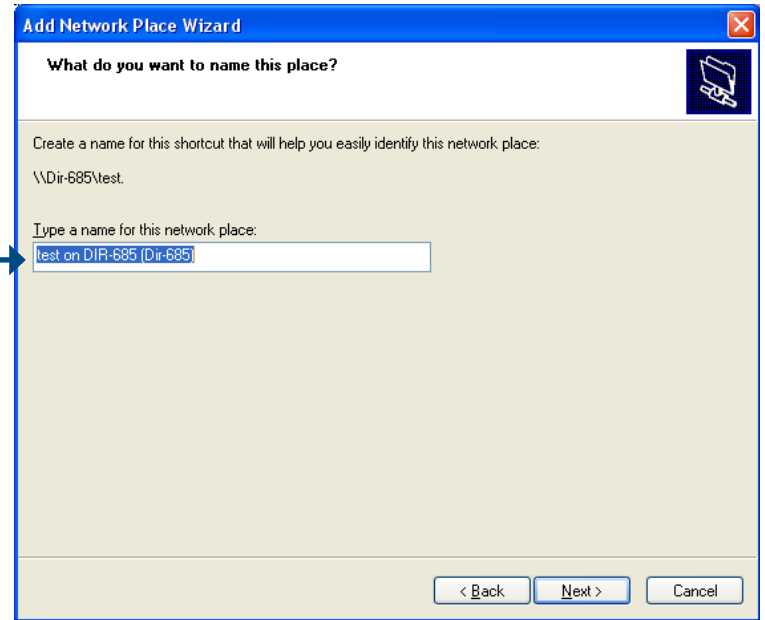 Add Network Place Wizard
What do you want to name this place?
Create a name for this shortcut that will help you easily identify this network place:
\\Dir-685\test.
Type a name for this network place:
test on DIR-685 (Dir-685)
< Back
Next >
Cancel